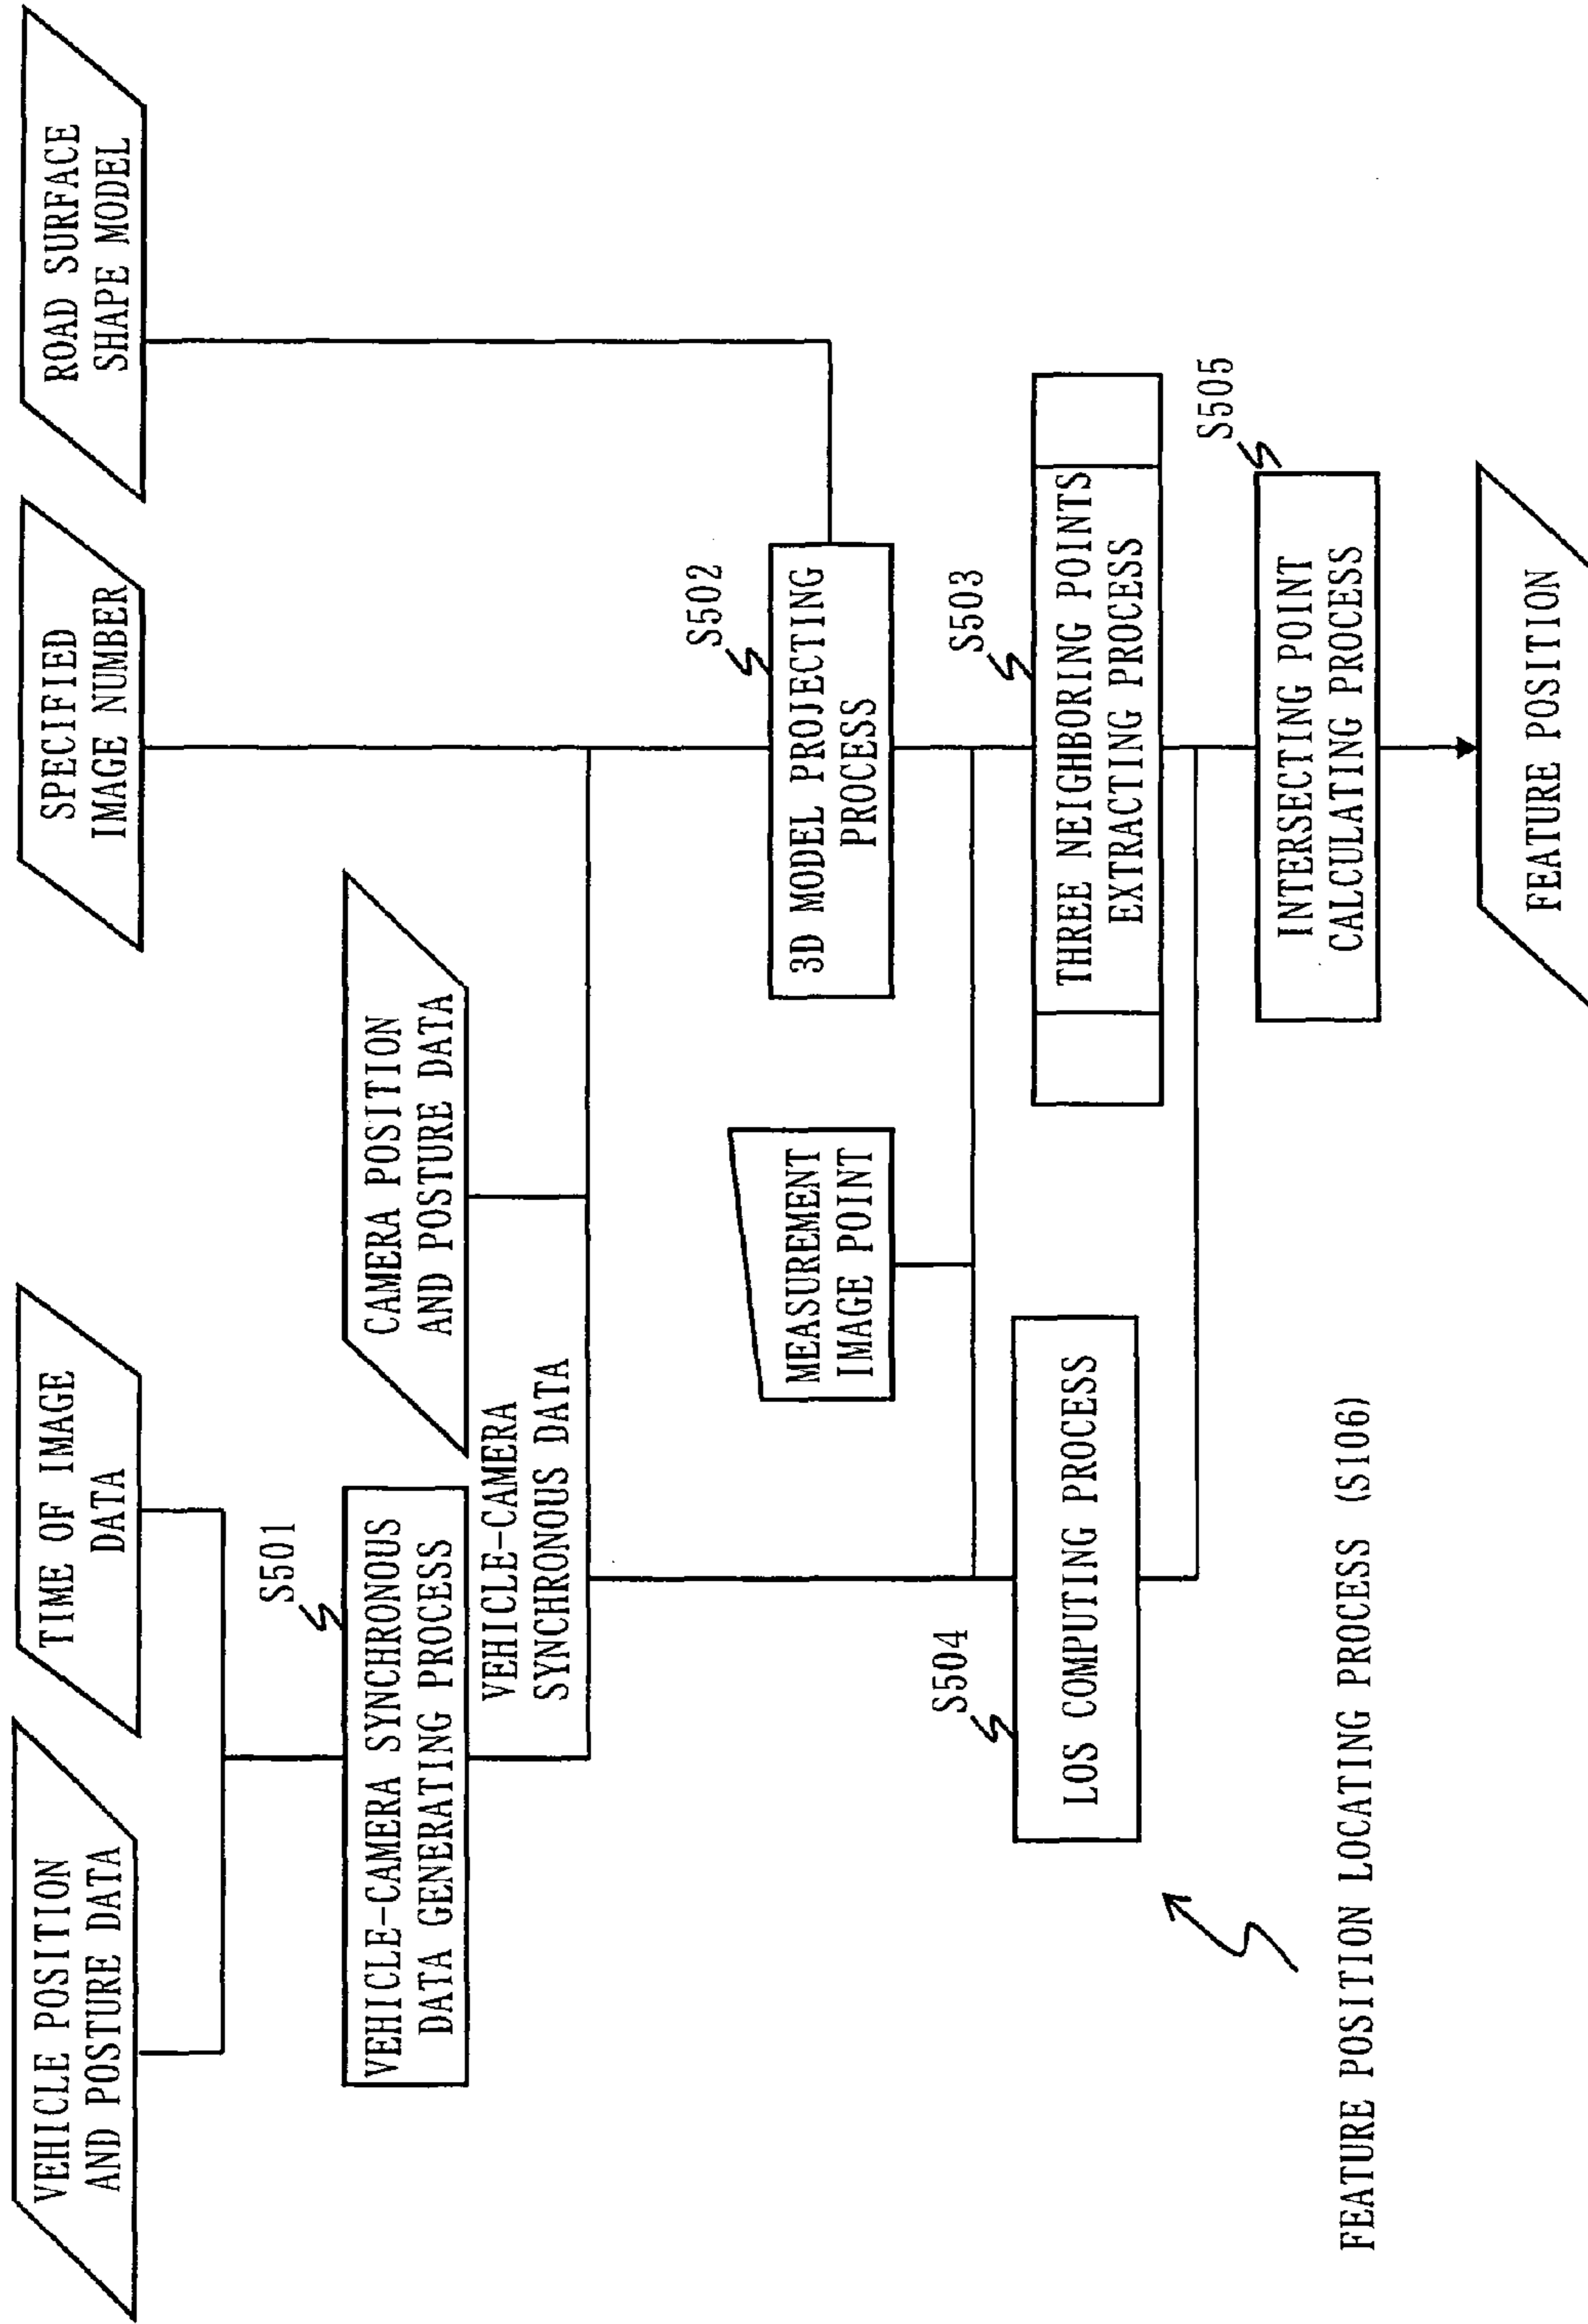 VEHICLE POSITION
AND POSTURE DATA
TIME OF IMAGE
DATA
SPECIFIED
IMAGE NUMBER
ROAD SURFACE
SHAPE MODEL
S501
VEHICLE-CAMERA SYNCHRONOUS
DATA GENERATING PROCESS
CAMERA POSITION
AND POSTURE DATA
VEHICLE-CAMERA
SYNCHRONOUS DATA
S502
3D MODEL PROJECTING
PROCESS
MEASUREMENT
IMAGE POINT
S503
THREE NEIGHBORING POINTS
EXTRACTING PROCESS
S504
LOS COMPUTING PROCESS
S505
INTERSECTING POINT
CALCULATING PROCESS
FEATURE POSITION
FEATURE POSITION LOCATING PROCESS (S106)